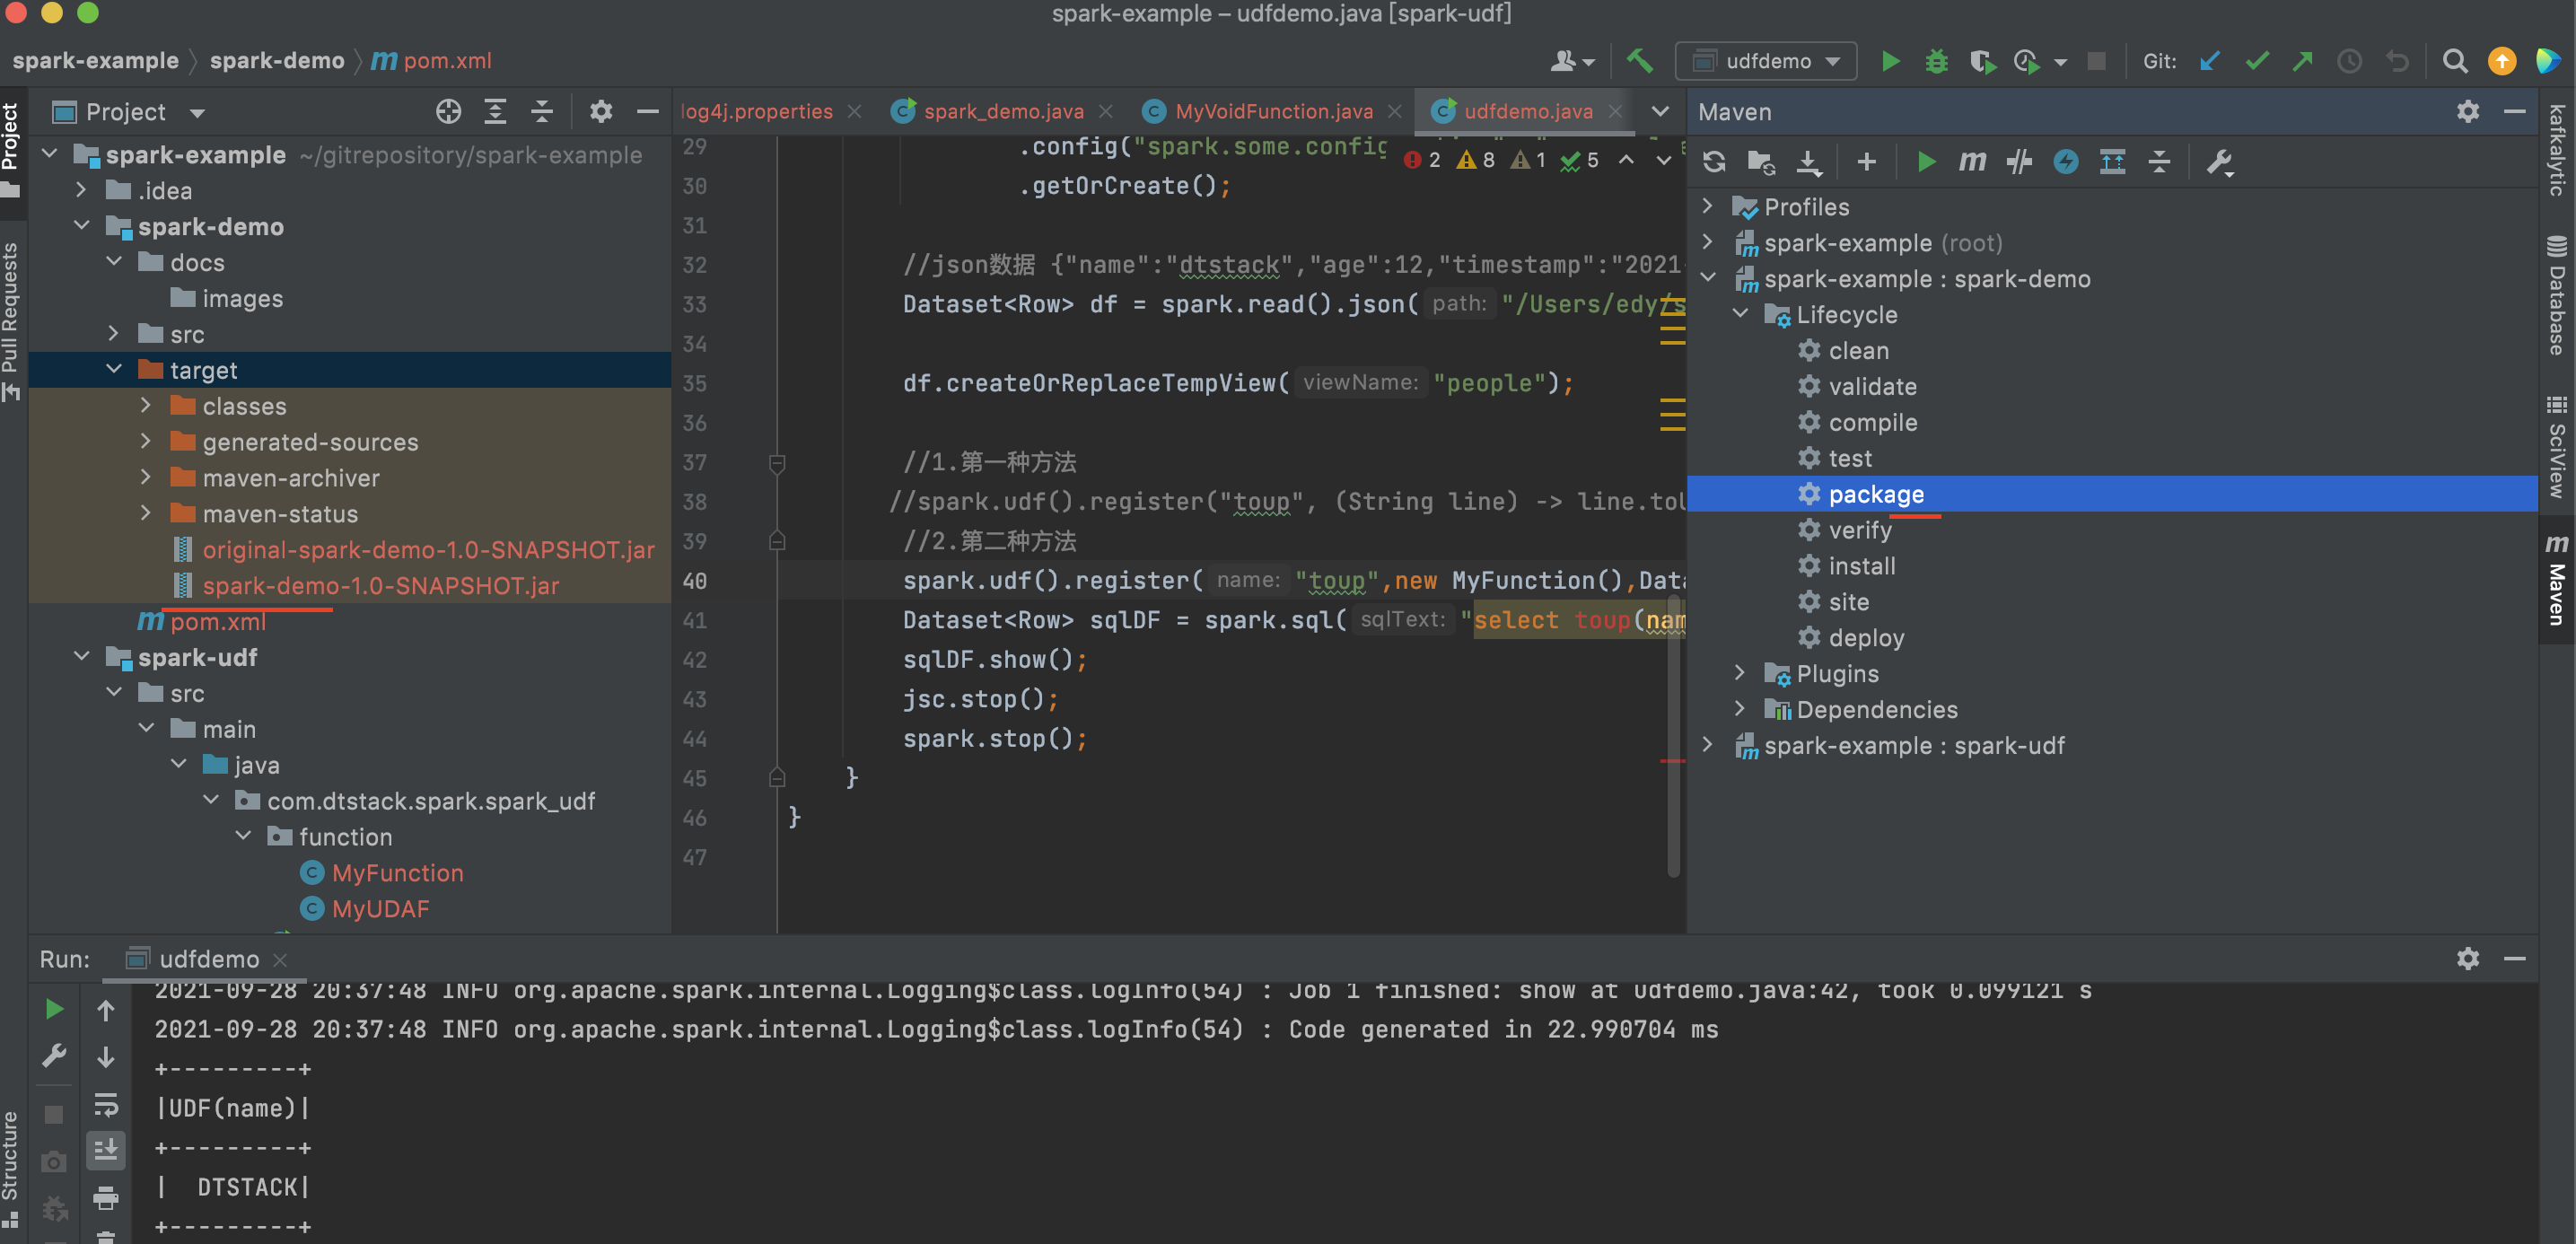 spark-example – udfdemo.java [spark-udf]
spark-example 〉 spark-demo 〉 m pom.xml
udfdemo
Git:
Project
Pull Requests
Structure
Project
spark-example ~/gitrepository/spark-example
.idea
spark-demo
docs
images
src
target
classes
generated-sources
maven-archiver
maven-status
original-spark-demo-1.0-SNAPSHOT.jar
spark-demo-1.0-SNAPSHOT.jar
m pom.xml
spark-udf
src
main
java
com.dtstack.spark.spark_udf
function
C MyFunction
C MyUDAF
log4j.properties
C spark_demo.java
C MyVoidFunction.java
C udfdemo.java
2 8 1 5
29 .config("spark.some.config
30 .getOrCreate();
31
32 //json数据 {"name":"dtstack","age":12,"timestamp":"2021-
33 Dataset<Row> df = spark.read().json( path: "/Users/edy/s
34
35 df.createOrReplaceTempView( viewName: "people");
36
37 //1.第一种方法
38 //spark.udf().register("toup", (String line) -> line.toU
39 //2.第二种方法
40 spark.udf().register( name: "toup",new MyFunction(),Data
41 Dataset<Row> sqlDF = spark.sql( sqlText: "select toup(nam
42 sqlDF.show();
43 jsc.stop();
44 spark.stop();
45 }
46 }
47
Maven
m
Profiles
spark-example (root)
spark-example : spark-demo
Lifecycle
clean
validate
compile
test
package
verify
install
site
deploy
Plugins
Dependencies
spark-example : spark-udf
kafkalytic
Database
SciView
m Maven
Run: udfdemo
2021-09-28 20:37:48 INFO org.apache.spark.internal.Logging$class.logInfo(54) : Job 1 finished: show at udfdemo.java:42, took 0.099121 s
2021-09-28 20:37:48 INFO org.apache.spark.internal.Logging$class.logInfo(54) : Code generated in 22.990704 ms
+---------+
|UDF(name)|
+---------+
|  DTSTACK|
+---------+